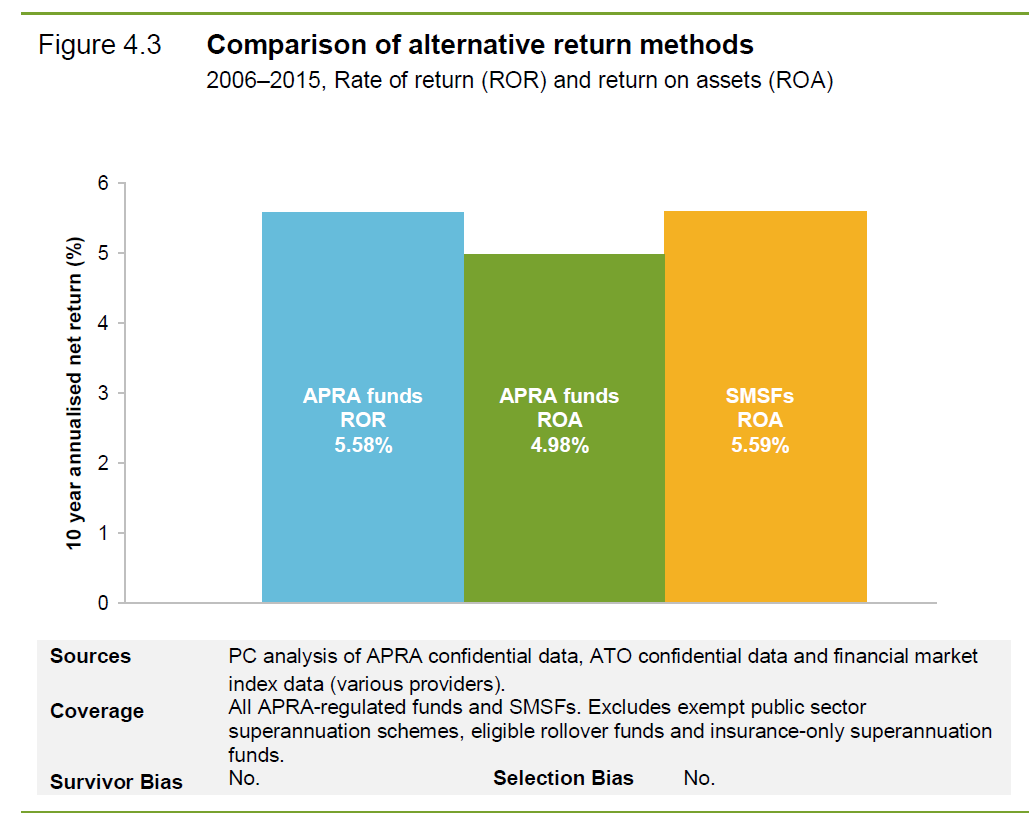 Figure 4.3 Comparison of alternative return methods
2006–2015, Rate of return (ROR) and return on assets (ROA)
10 year annualised net return (%)
6
5
4
3
2
1
0
APRA funds
ROR
5.58%
APRA funds
ROA
4.98%
SMSFs
ROA
5.59%
Sources PC analysis of APRA confidential data, ATO confidential data and financial market
index data (various providers).
Coverage All APRA-regulated funds and SMSFs. Excludes exempt public sector
superannuation schemes, eligible rollover funds and insurance-only superannuation
funds.
Survivor Bias No. Selection Bias No.